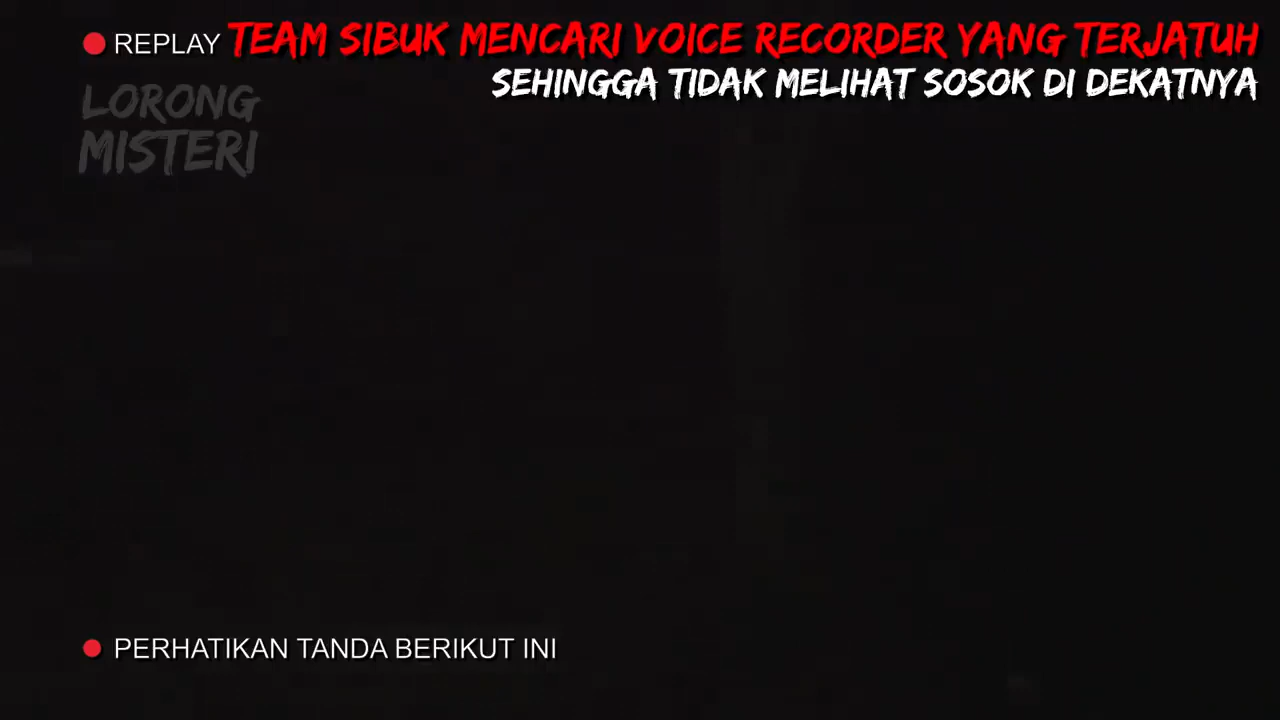 REPLAY TEAM SIBUK MENCARI VOICE RECORDER YANG TERJATUH
SEHINGGA TIDAK MELIHAT SOSOK DI DEKATNYA
LORONG
MISTERI
PERHATIKAN TANDA BERIKUT INI